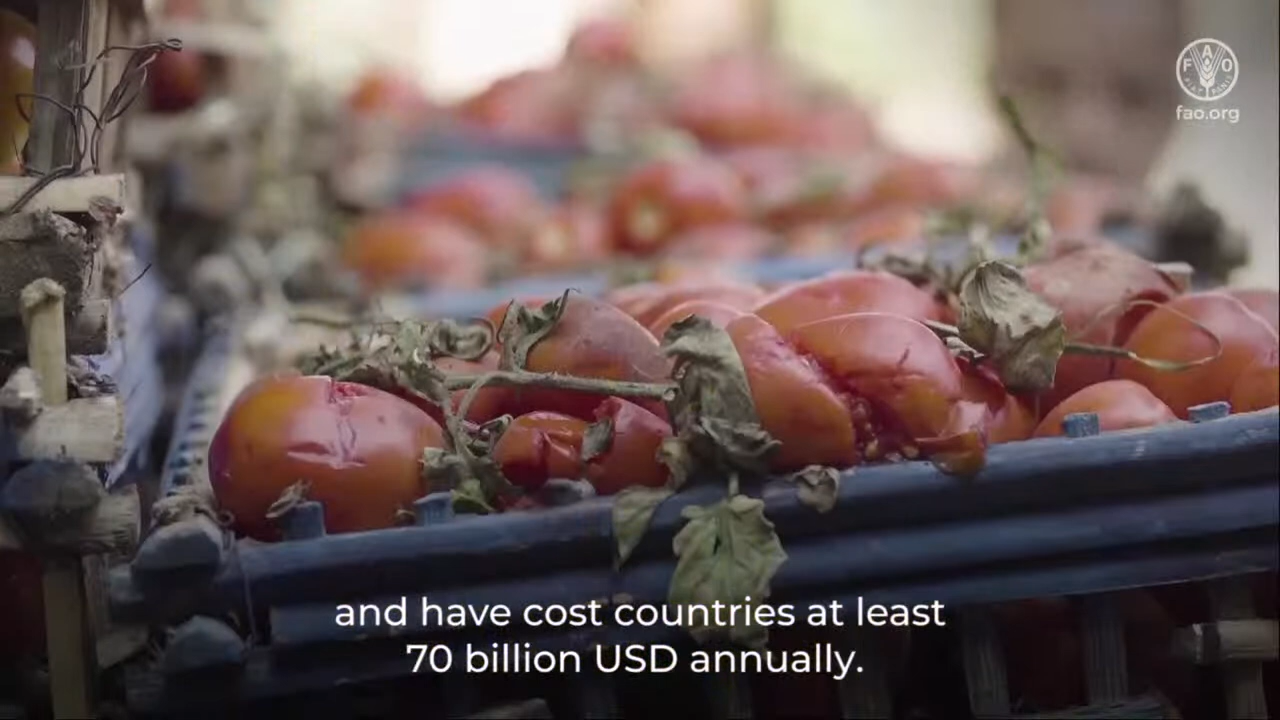 F A O
fao.org
and have cost countries at least
70 billion USD annually.